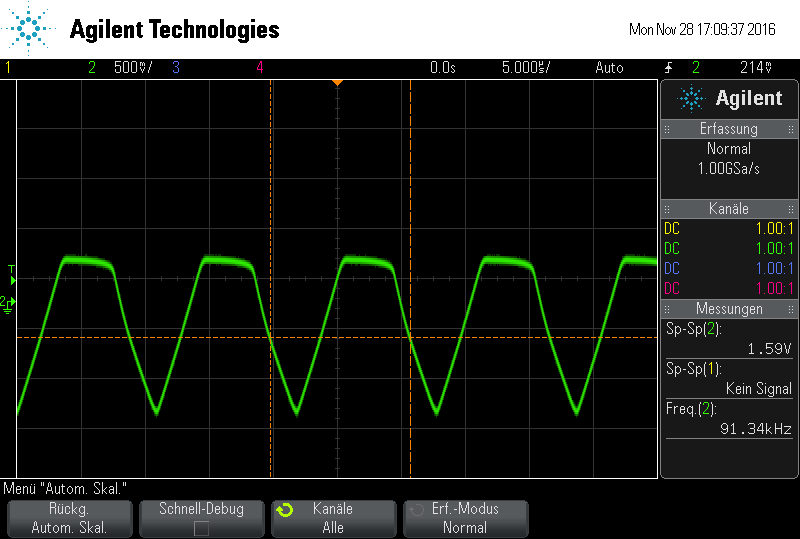 Agilent Technologies
Mon Nov 28 17:09:37 2016
1 2 500mV/ 3 4 0.0s 5.000us/ Auto 2 214mV
Agilent
Erfassung
Normal
1.00GSa/s
Kanäle
DC 1.00:1
DC 1.00:1
DC 1.00:1
DC 1.00:1
Messungen
Sp-Sp(2):
1.59V
Sp-Sp(1):
Kein Signal
Freq.(2):
91.34kHz
T
2
Menü "Autom. Skal."
Rückg.
Autom. Skal.
Schnell-Debug
Kanäle
Alle
Erf.-Modus
Normal